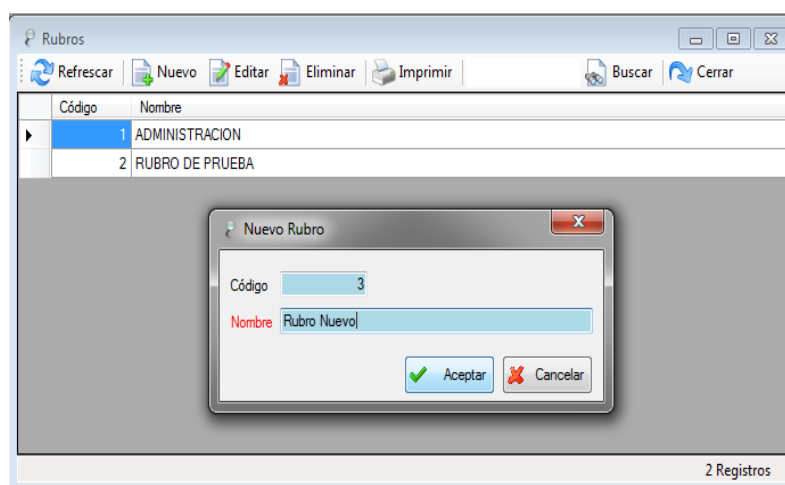 Rubros
Refrescar Nuevo Editar Eliminar Imprimir Buscar Cerrar
Código Nombre
1 ADMINISTRACION
2 RUBRO DE PRUEBA
Nuevo Rubro
Código 3
Nombre Rubro Nuevo
Aceptar Cancelar
2 Registros